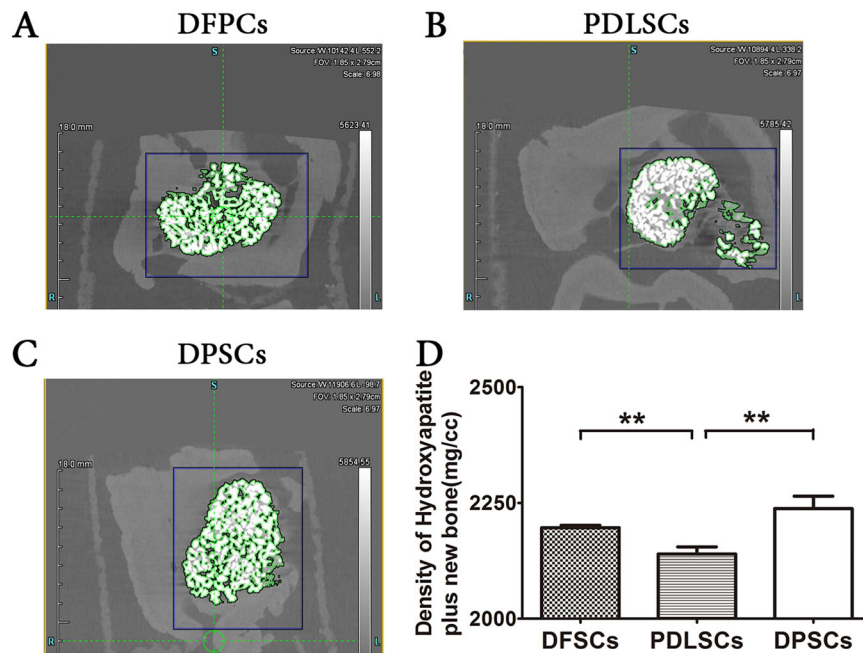 A
DFPCs
S
Source: W 10142.4 L 552.2
FOV: 1.85 x 2.79cm
Scale: 6.98
18.0 mm
5623.41
R
L
B
PDLSCs
S
Source: W 10894.4 L 338.2
FOV: 1.85 x 2.79cm
Scale: 6.97
18.0 mm
5785.42
R
L
C
DPSCs
S
Source: W 11906.6 L -98.7
FOV: 1.85 x 2.79cm
Scale: 6.97
18.0 mm
5854.55
R
L
D
Density of Hydroxyapatite
plus new bone(mg/cc)
2500
2250
2000
**
**
DFSCs
PDLSCs
DPSCs